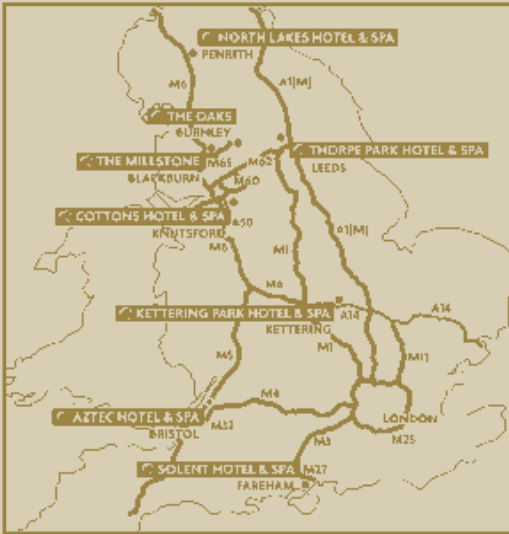 NORTH LAKES HOTEL & SPA
PENRITH
M6
A1(M)
THE OAKS
BURNLEY
THE MILLSTONE
M65
M62
THORPE PARK HOTEL & SPA
LEEDS
BLACKBURN
M60
COTTONS HOTEL & SPA
A50
KNUTSFORD
M6
A1(M)
M1
M6
KETTERING PARK HOTEL & SPA
A14
A14
KETTERING
M1
M11
M5
M4
AZTEC HOTEL & SPA
M32
LONDON
BRISTOL
M3
M25
SOLENT HOTEL & SPA
M27
FAREHAM